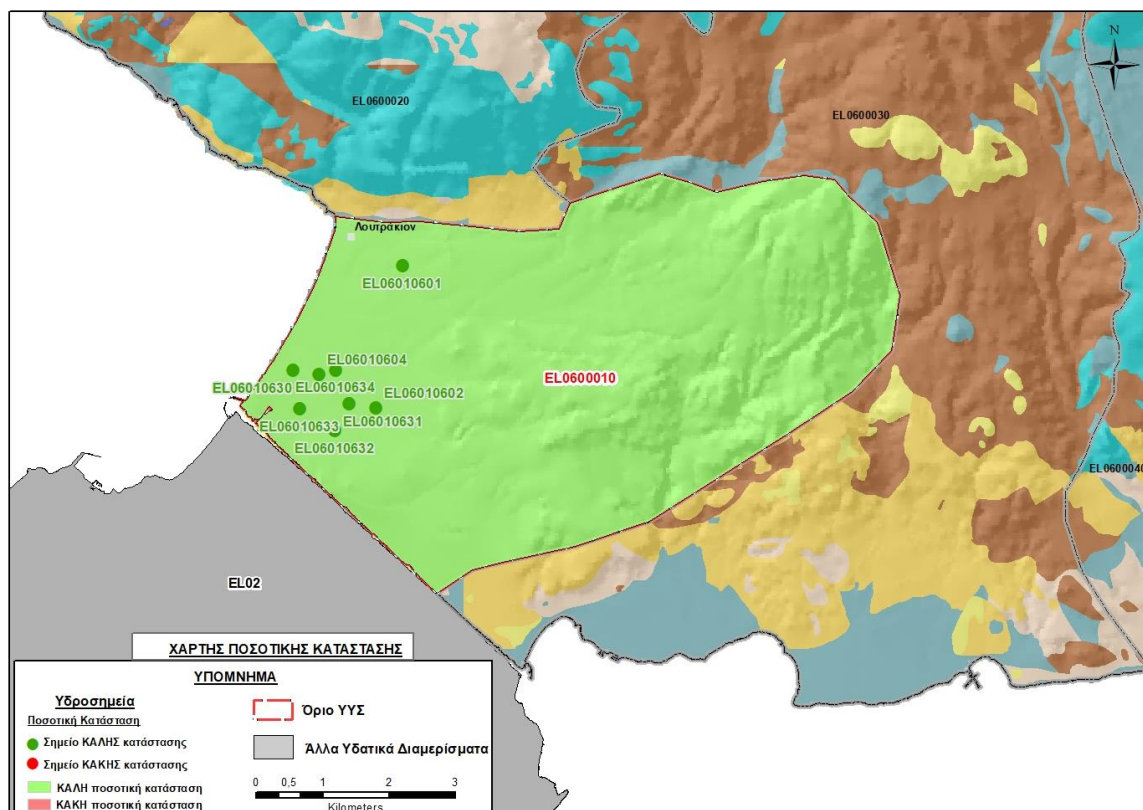 N
EL0600020
EL0600030
Λουτράκιον
EL06010601
EL06010604
EL0600010
EL06010630
EL06010634
EL06010602
EL06010633
EL06010631
EL06010632
EL0600040
EL02
ΧΑΡΤΗΣ ΠΟΣΟΤΙΚΗΣ ΚΑΤΑΣΤΑΣΗΣ
ΥΠΟΜΝΗΜΑ
Υδροσημεία
Ποσοτική Κατάσταση
Σημείο ΚΑΛΗΣ κατάστασης
Σημείο ΚΑΚΗΣ κατάστασης
ΚΑΛΗ ποσοτική κατάσταση
ΚΑΚΗ ποσοτική κατάσταση
Όριο ΥΥΣ
Άλλα Υδατικά Διαμερίσματα
0 0,5 1 2 3
Kilometers